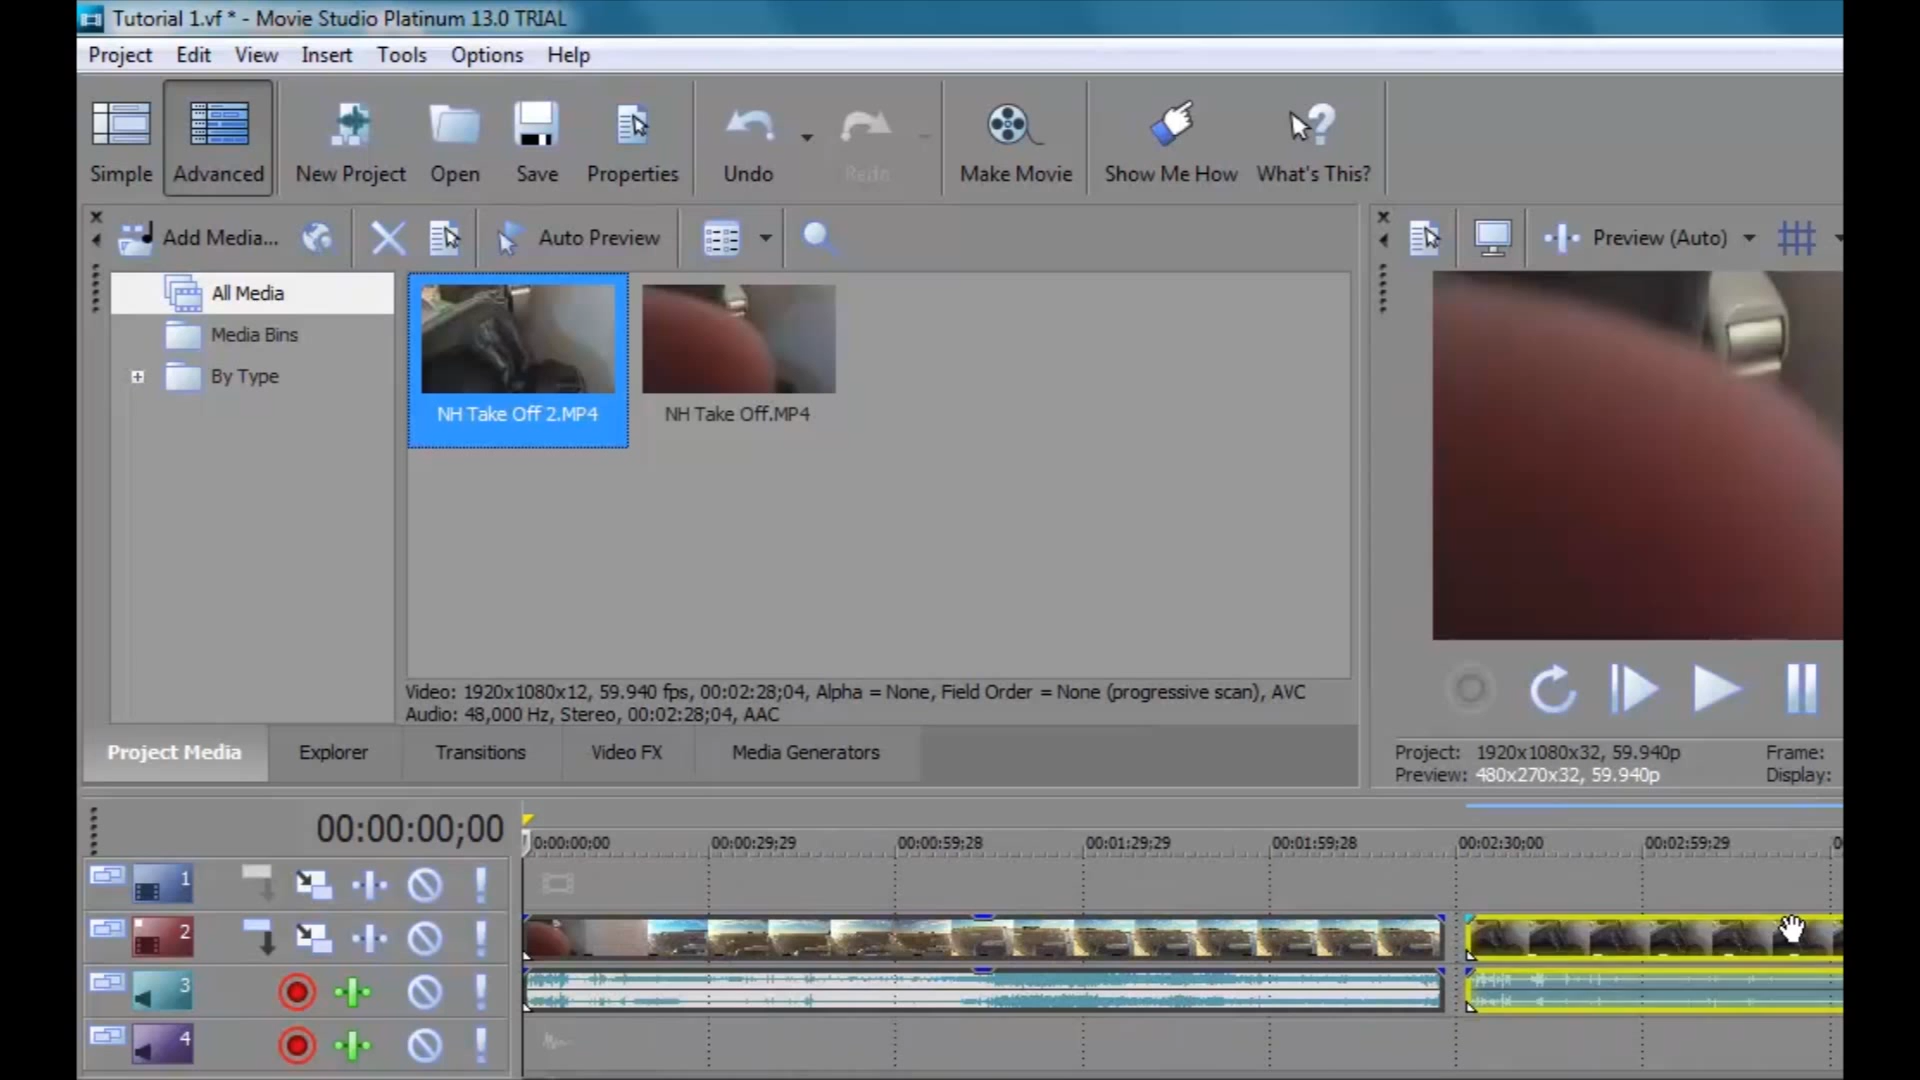 Tutorial 1.vf * - Movie Studio Platinum 13.0 TRIAL
Project Edit View Insert Tools Options Help
Simple Advanced New Project Open Save Properties Undo Redo Make Movie Show Me How What's This?
Add Media... Auto Preview Preview (Auto)
All Media
Media Bins
By Type
NH Take Off 2.MP4 NH Take Off.MP4
Video: 1920x1080x12, 59.940 fps, 00:02:28;04, Alpha = None, Field Order = None (progressive scan), AVC
Audio: 48,000 Hz, Stereo, 00:02:28;04, AAC
Project Media Explorer Transitions Video FX Media Generators
Project: 1920x1080x32, 59.940p Frame:
Preview: 480x270x32, 59.940p Display:
00:00:00;00
0:00:00;00 00:00:29;29 00:00:59;28 00:01:29;29 00:01:59;28 00:02:30;00 00:02:59;29
1
2
3
4